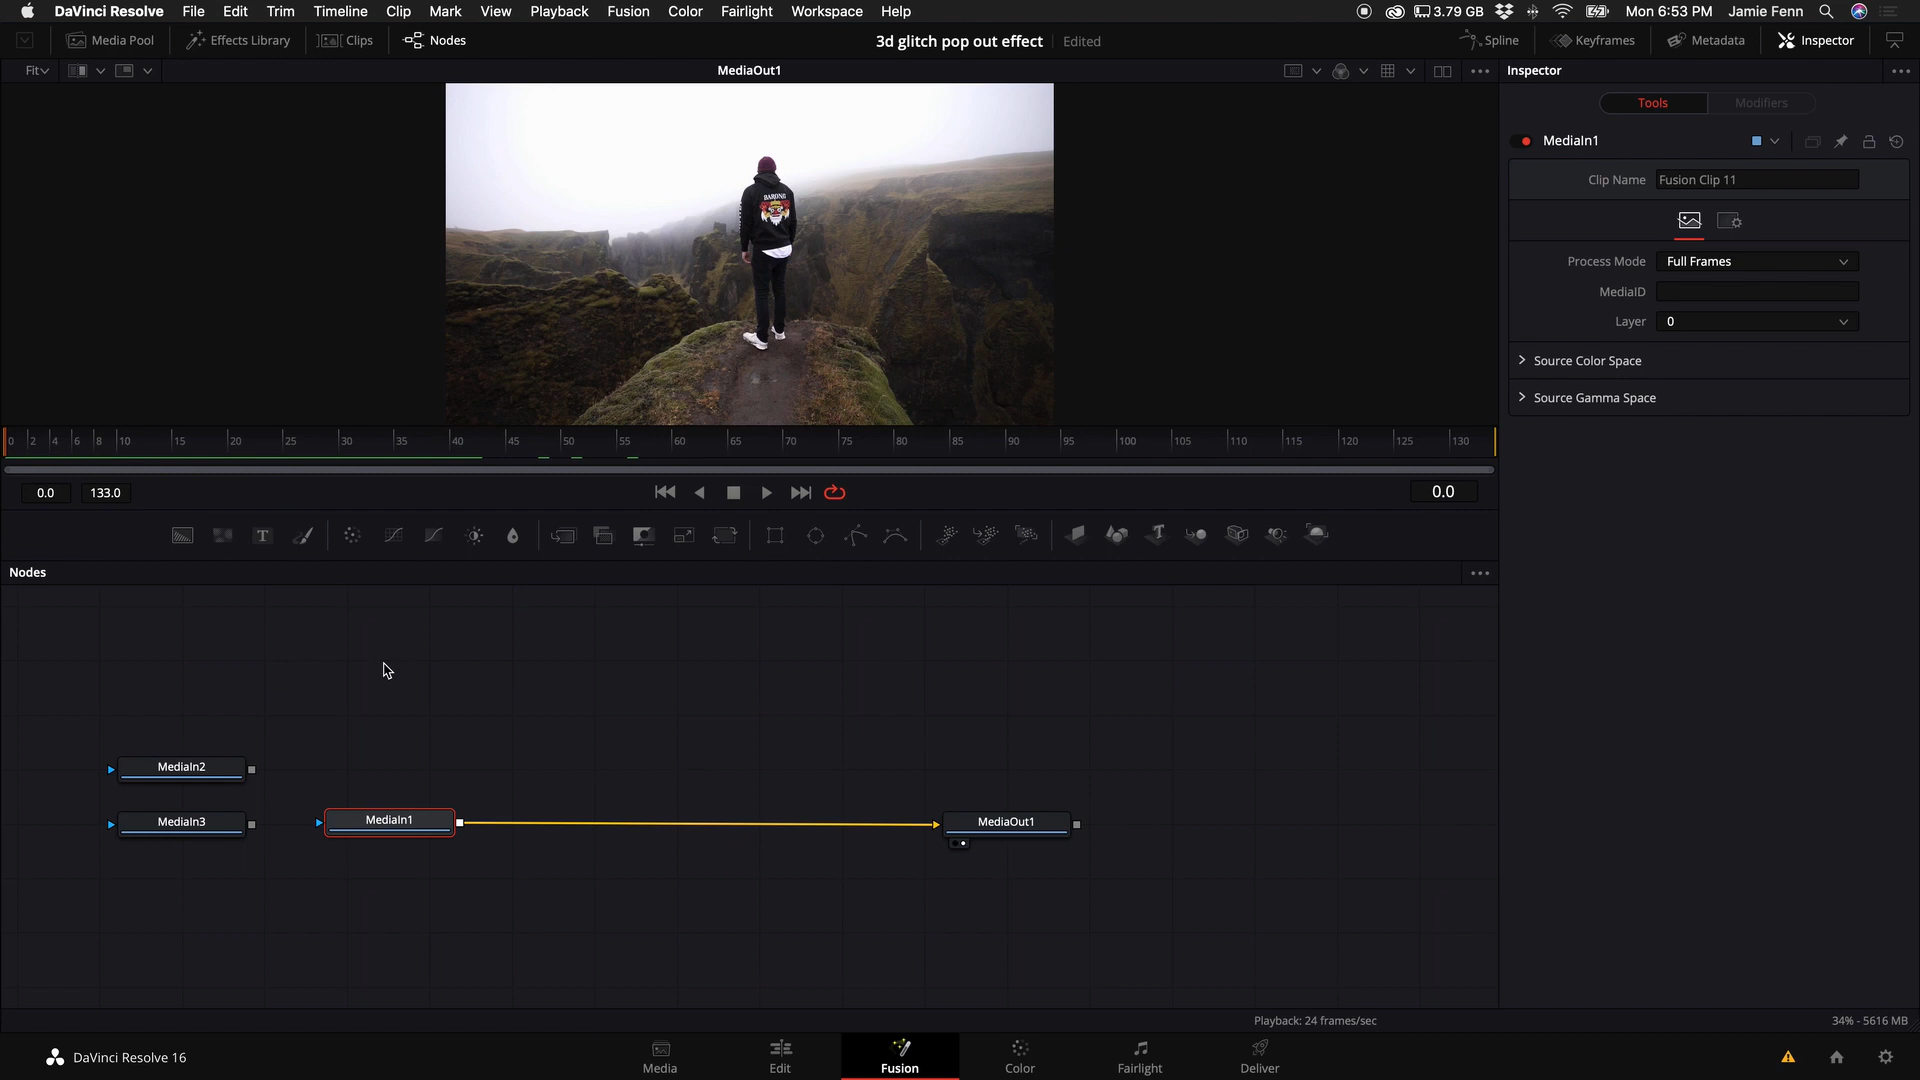 DaVinci Resolve File Edit Trim Timeline Clip Mark View Playback Fusion Color Fairlight Workspace Help 3.79 GB Mon 6:53 PM Jamie Fenn
Media Pool Effects Library Clips Nodes 3d glitch pop out effect Edited Spline Keyframes Metadata Inspector
Fit MediaOut1 Inspector
Tools Modifiers
MediaIn1
Clip Name Fusion Clip 11
Process Mode Full Frames
MediaID
Layer 0
Source Color Space
Source Gamma Space
BARONG
0 2 4 6 8 10 15 20 25 30 35 40 45 50 55 60 65 70 75 80 85 90 95 100 105 110 115 120 125 130
0.0 133.0 0.0
T
Nodes
MediaIn2
MediaIn3 MediaIn1 MediaOut1
Playback: 24 frames/sec 34% - 5616 MB
DaVinci Resolve 16 Media Edit Fusion Color Fairlight Deliver